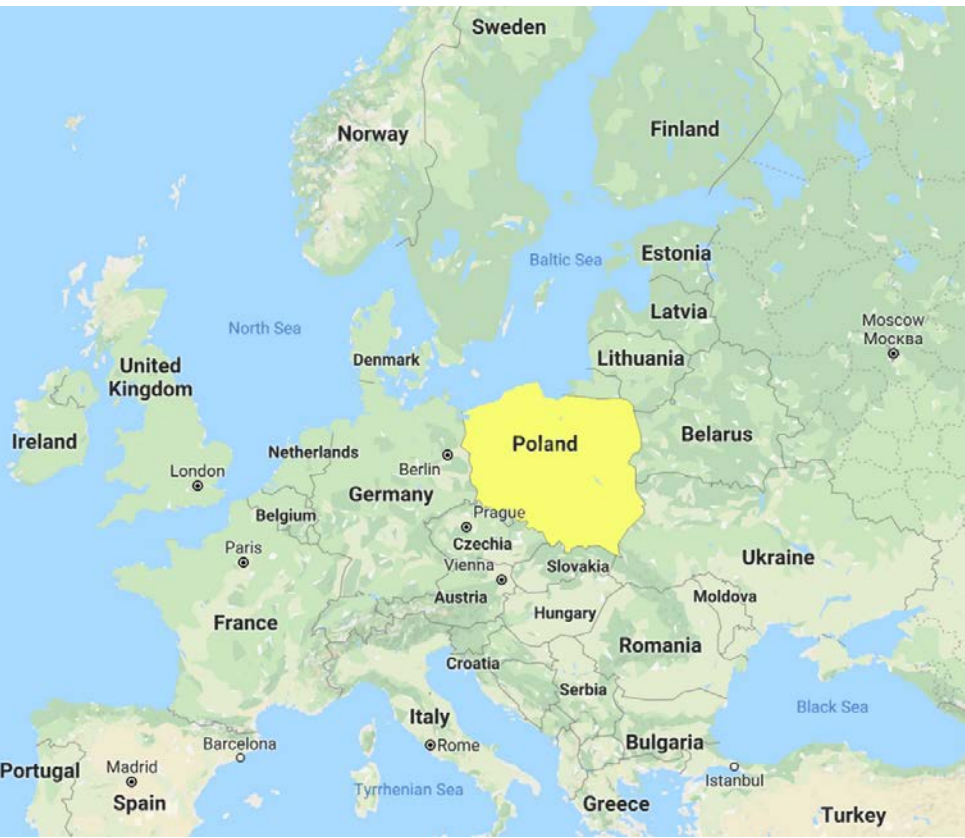 Sweden
Norway
Finland
Baltic Sea
Estonia
Latvia
North Sea
Moscow
Москва
Denmark
Lithuania
United
Kingdom
Ireland
Poland
Belarus
Netherlands
Berlin
London
Germany
Belgium
Prague
Czechia
Paris
Vienna
Slovakia
Ukraine
Austria
Moldova
Hungary
France
Romania
Croatia
Serbia
Black Sea
Italy
Rome
Barcelona
Bulgaria
Portugal
Madrid
Tyrrhenian Sea
Istanbul
Spain
Greece
Turkey